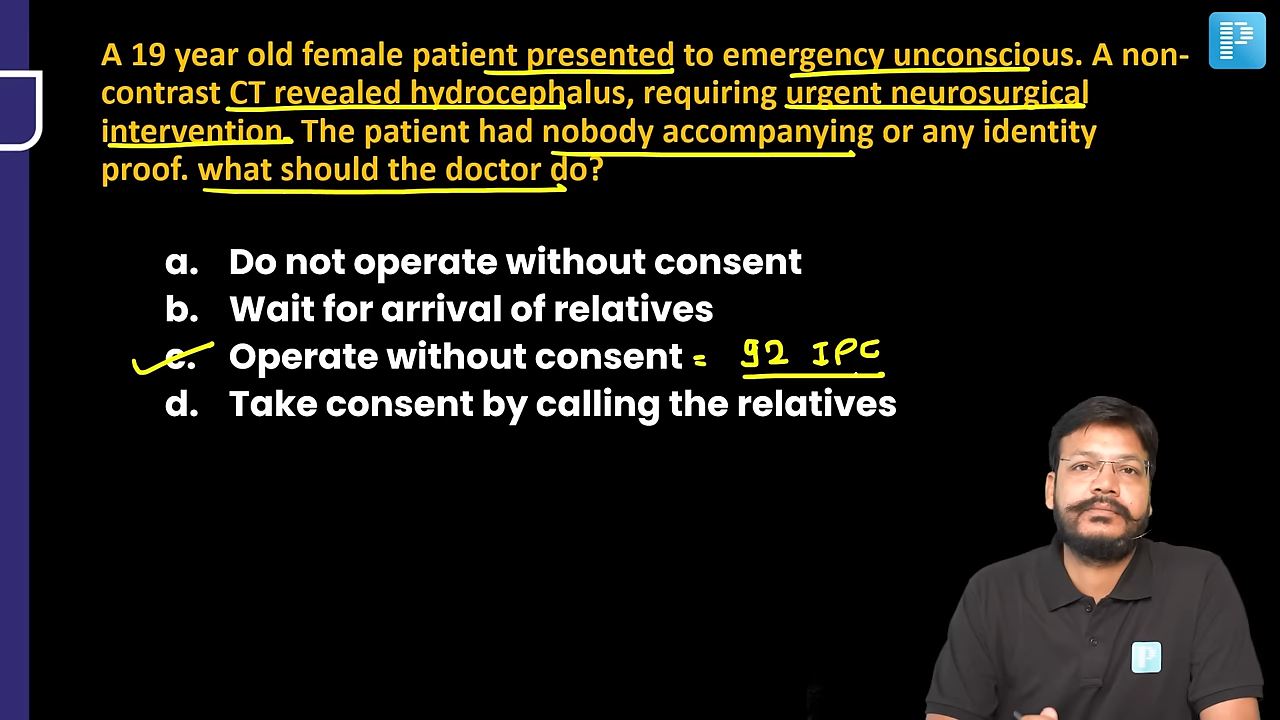 A 19 year old female patient presented to emergency unconscious. A non-
contrast CT revealed hydrocephalus, requiring urgent neurosurgical
intervention. The patient had nobody accompanying or any identity
proof. what should the doctor do?
a. Do not operate without consent
b. Wait for arrival of relatives
c. Operate without consent = 92 IPC
d. Take consent by calling the relatives